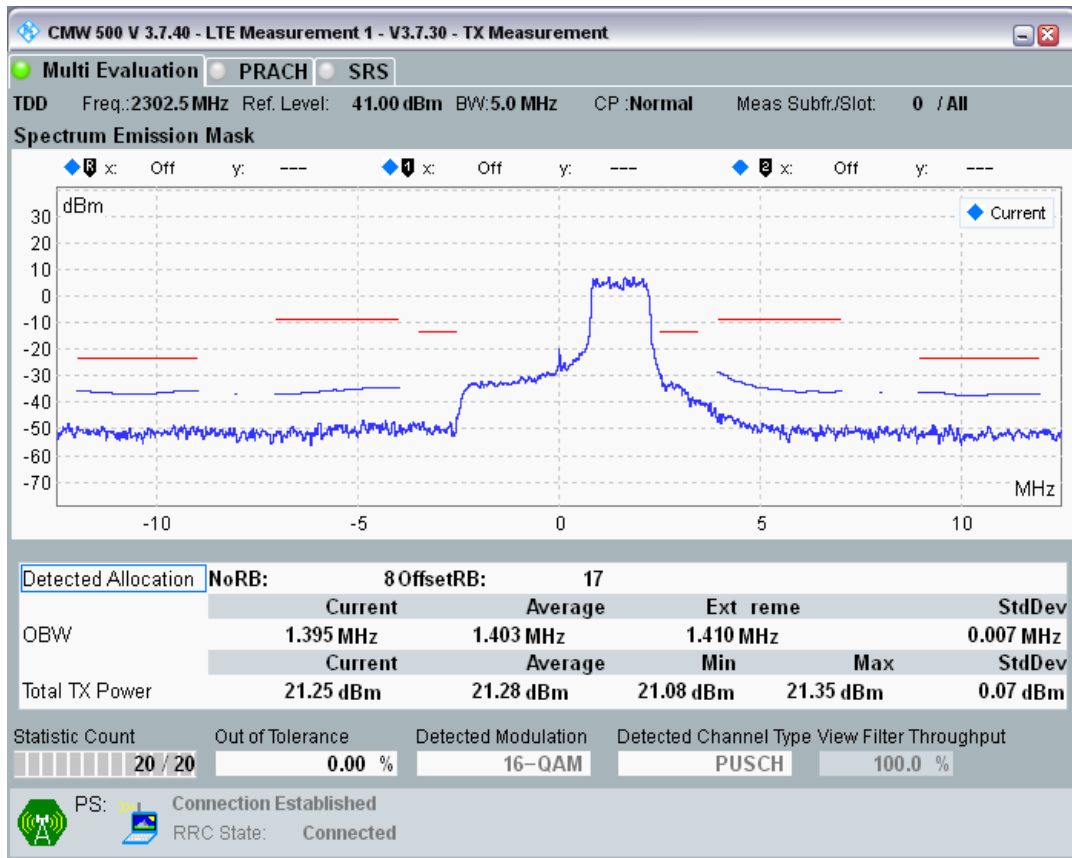 CMW 500 V 3.7.40 - LTE Measurement 1 - V3.7.30 - TX Measurement
Multi Evaluation PRACH SRS
TDD Freq.:2302.5 MHz Ref. Level: 41.00 dBm BW:5.0 MHz CP :Normal Meas Subfr./Slot: 0 / All
Spectrum Emission Mask
R x: Off y: --- 1 x: Off y: --- 2 x: Off y: ---
dBm
Current
30
20
10
0
-10
-20
-30
-40
-50
-60
-70
MHz
-10 -5 0 5 10
Detected Allocation NoRB: 8 OffsetRB: 17
Current Average Ext reme StdDev
OBW 1.395 MHz 1.403 MHz 1.410 MHz 0.007 MHz
Current Average Min Max StdDev
Total TX Power 21.25 dBm 21.28 dBm 21.08 dBm 21.35 dBm 0.07 dBm
Statistic Count Out of Tolerance Detected Modulation Detected Channel Type View Filter Throughput
20 / 20 0.00 % 16-QAM PUSCH 100.0 %
PS: Connection Established
RRC State: Connected